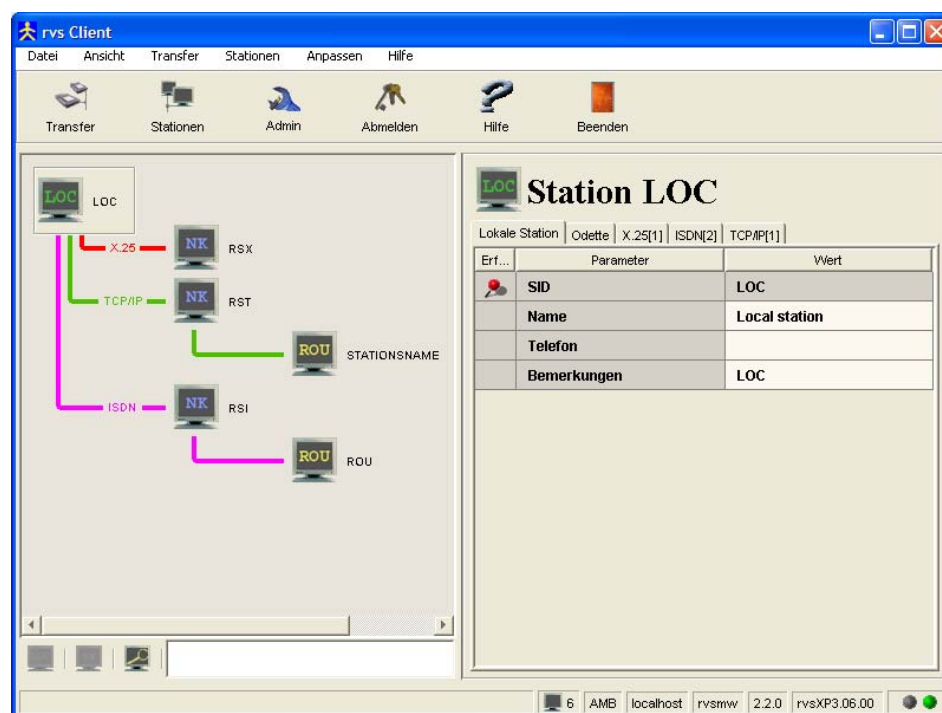 rvs Client
Datei Ansicht Transfer Stationen Anpassen Hilfe
Transfer Stationen Admin Abmelden Hilfe Beenden
LOC LOC
X.25 NK RSX
TCP/IP NK RST
ROU STATIONSNAME
ISDN NK RSI
ROU ROU
LOC Station LOC
Lokale Station Odette X.25[1] ISDN[2] TCP/IP[1]
Erf... Parameter Wert
SID LOC
Name Local station
Telefon
Bemerkungen LOC
6 AMB localhost rvsmw 2.2.0 rvsXP3.06.00